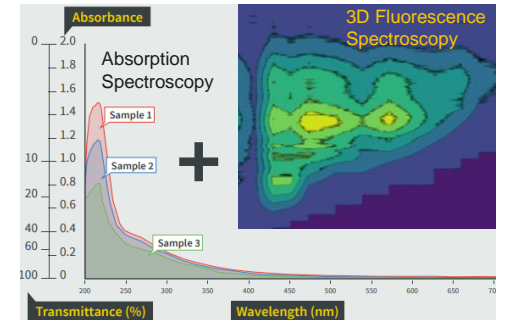 Absorbance
3D Fluorescence
Spectroscopy
Absorption
Spectroscopy
0
2.0
1.8
1.6
1.4
1.2
10
1.0
0.8
20
0.6
40
0.4
60
0.2
100
0
Sample 1
Sample 2
Sample 3
+
200
250
300
350
400
450
500
550
600
650
Transmittance (%)
Wavelength (nm)